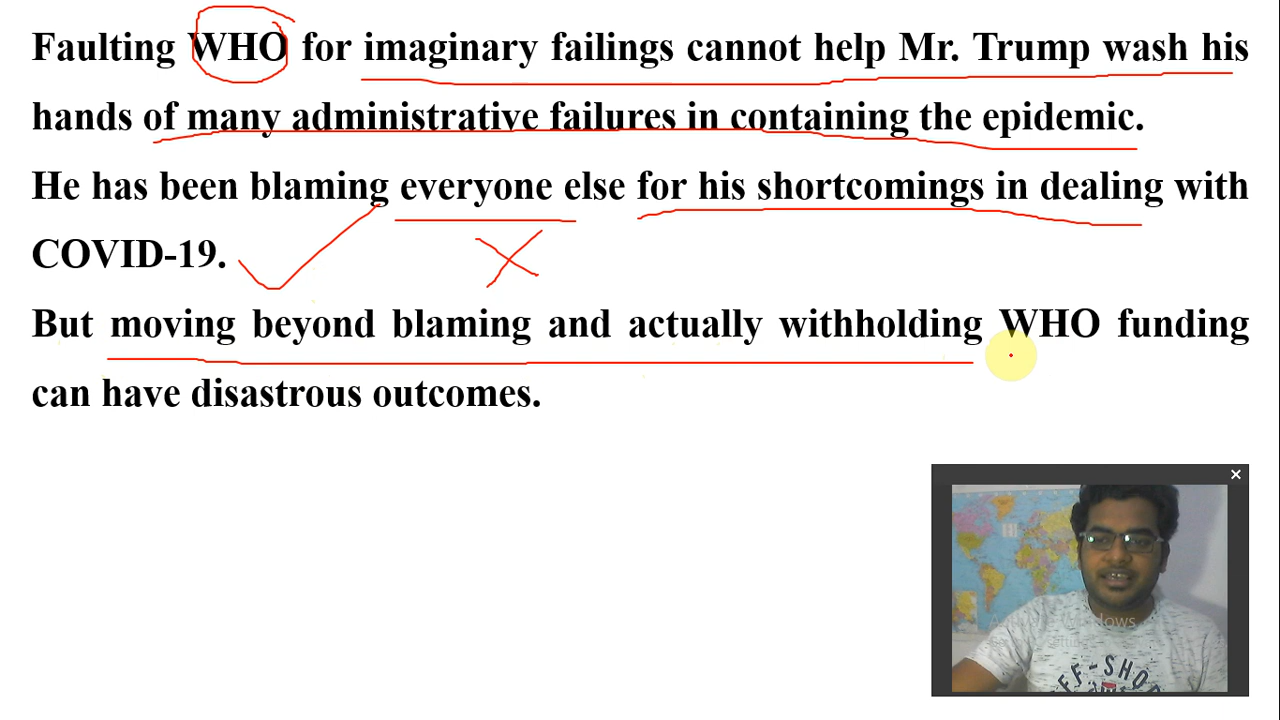 Faulting WHO for imaginary failings cannot help Mr. Trump wash his
hands of many administrative failures in containing the epidemic.
He has been blaming everyone else for his shortcomings in dealing with
COVID-19.
But moving beyond blaming and actually withholding WHO funding
can have disastrous outcomes.